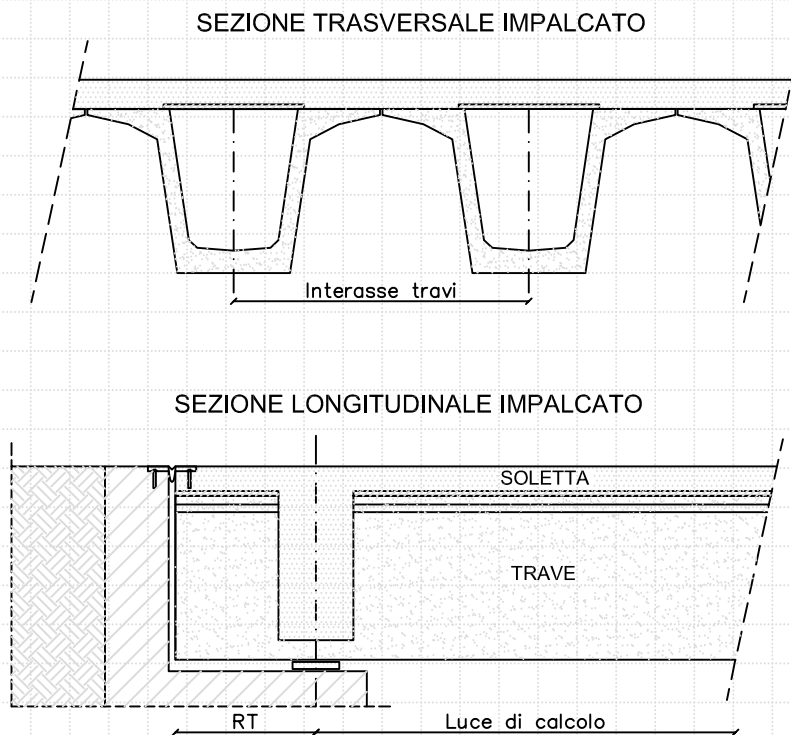 SEZIONE TRASVERSALE IMPALCATO
Interasse travi
SEZIONE LONGITUDINALE IMPALCATO
SOLETTA
TRAVE
RT Luce di calcolo